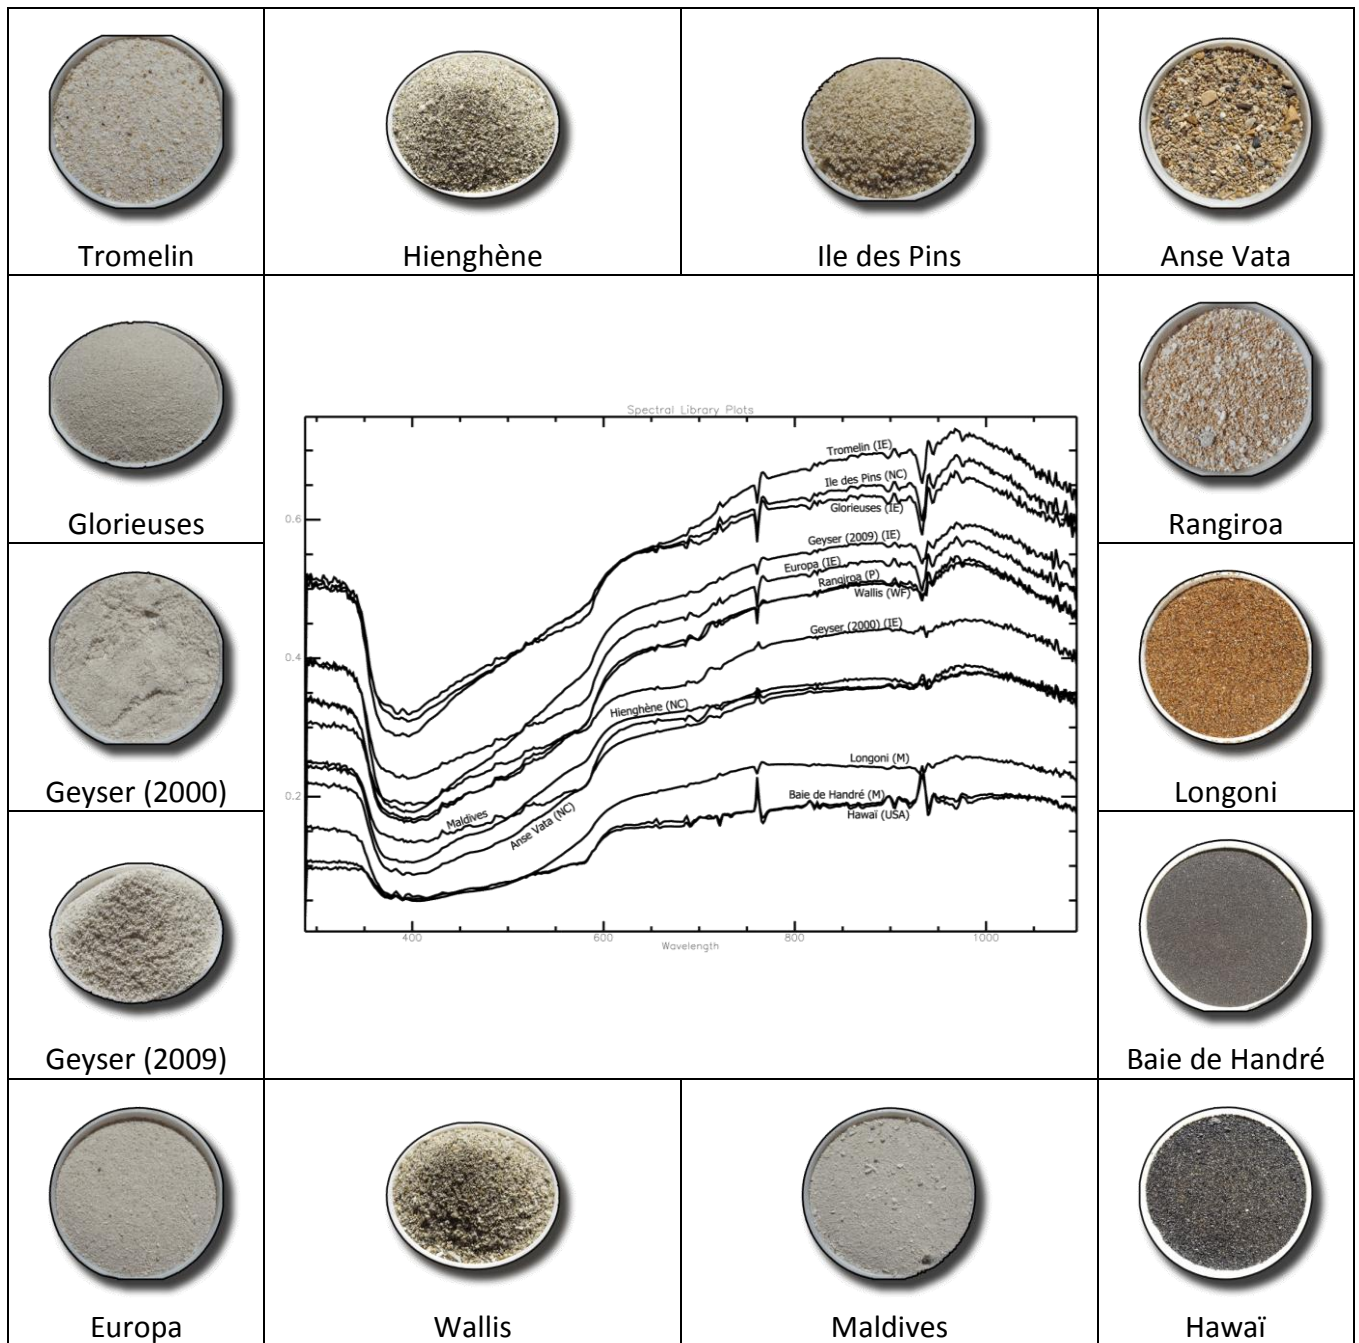 Tromelin
Hienghène
Ile des Pins
Anse Vata
Glorieuses
Spectral Library Plots
Tromelin (IE)
Ile des Pins (NC)
Glorieuses (IE)
Geyser (2009) (IE)
Europa (IE)
Rangiroa (P)
Wallis (WF)
Geyser (2000) (IE)
Hienghène (NC)
Longoni (M)
Maldives
Anse Vata (NC)
Baie de Handré (M)
Hawaï (USA)
0.6
0.4
0.2
400
600
800
1000
Wavelength
Rangiroa
Geyser (2000)
Longoni
Geyser (2009)
Baie de Handré
Europa
Wallis
Maldives
Hawaï